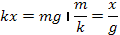 kx = mg । m/k = x/g